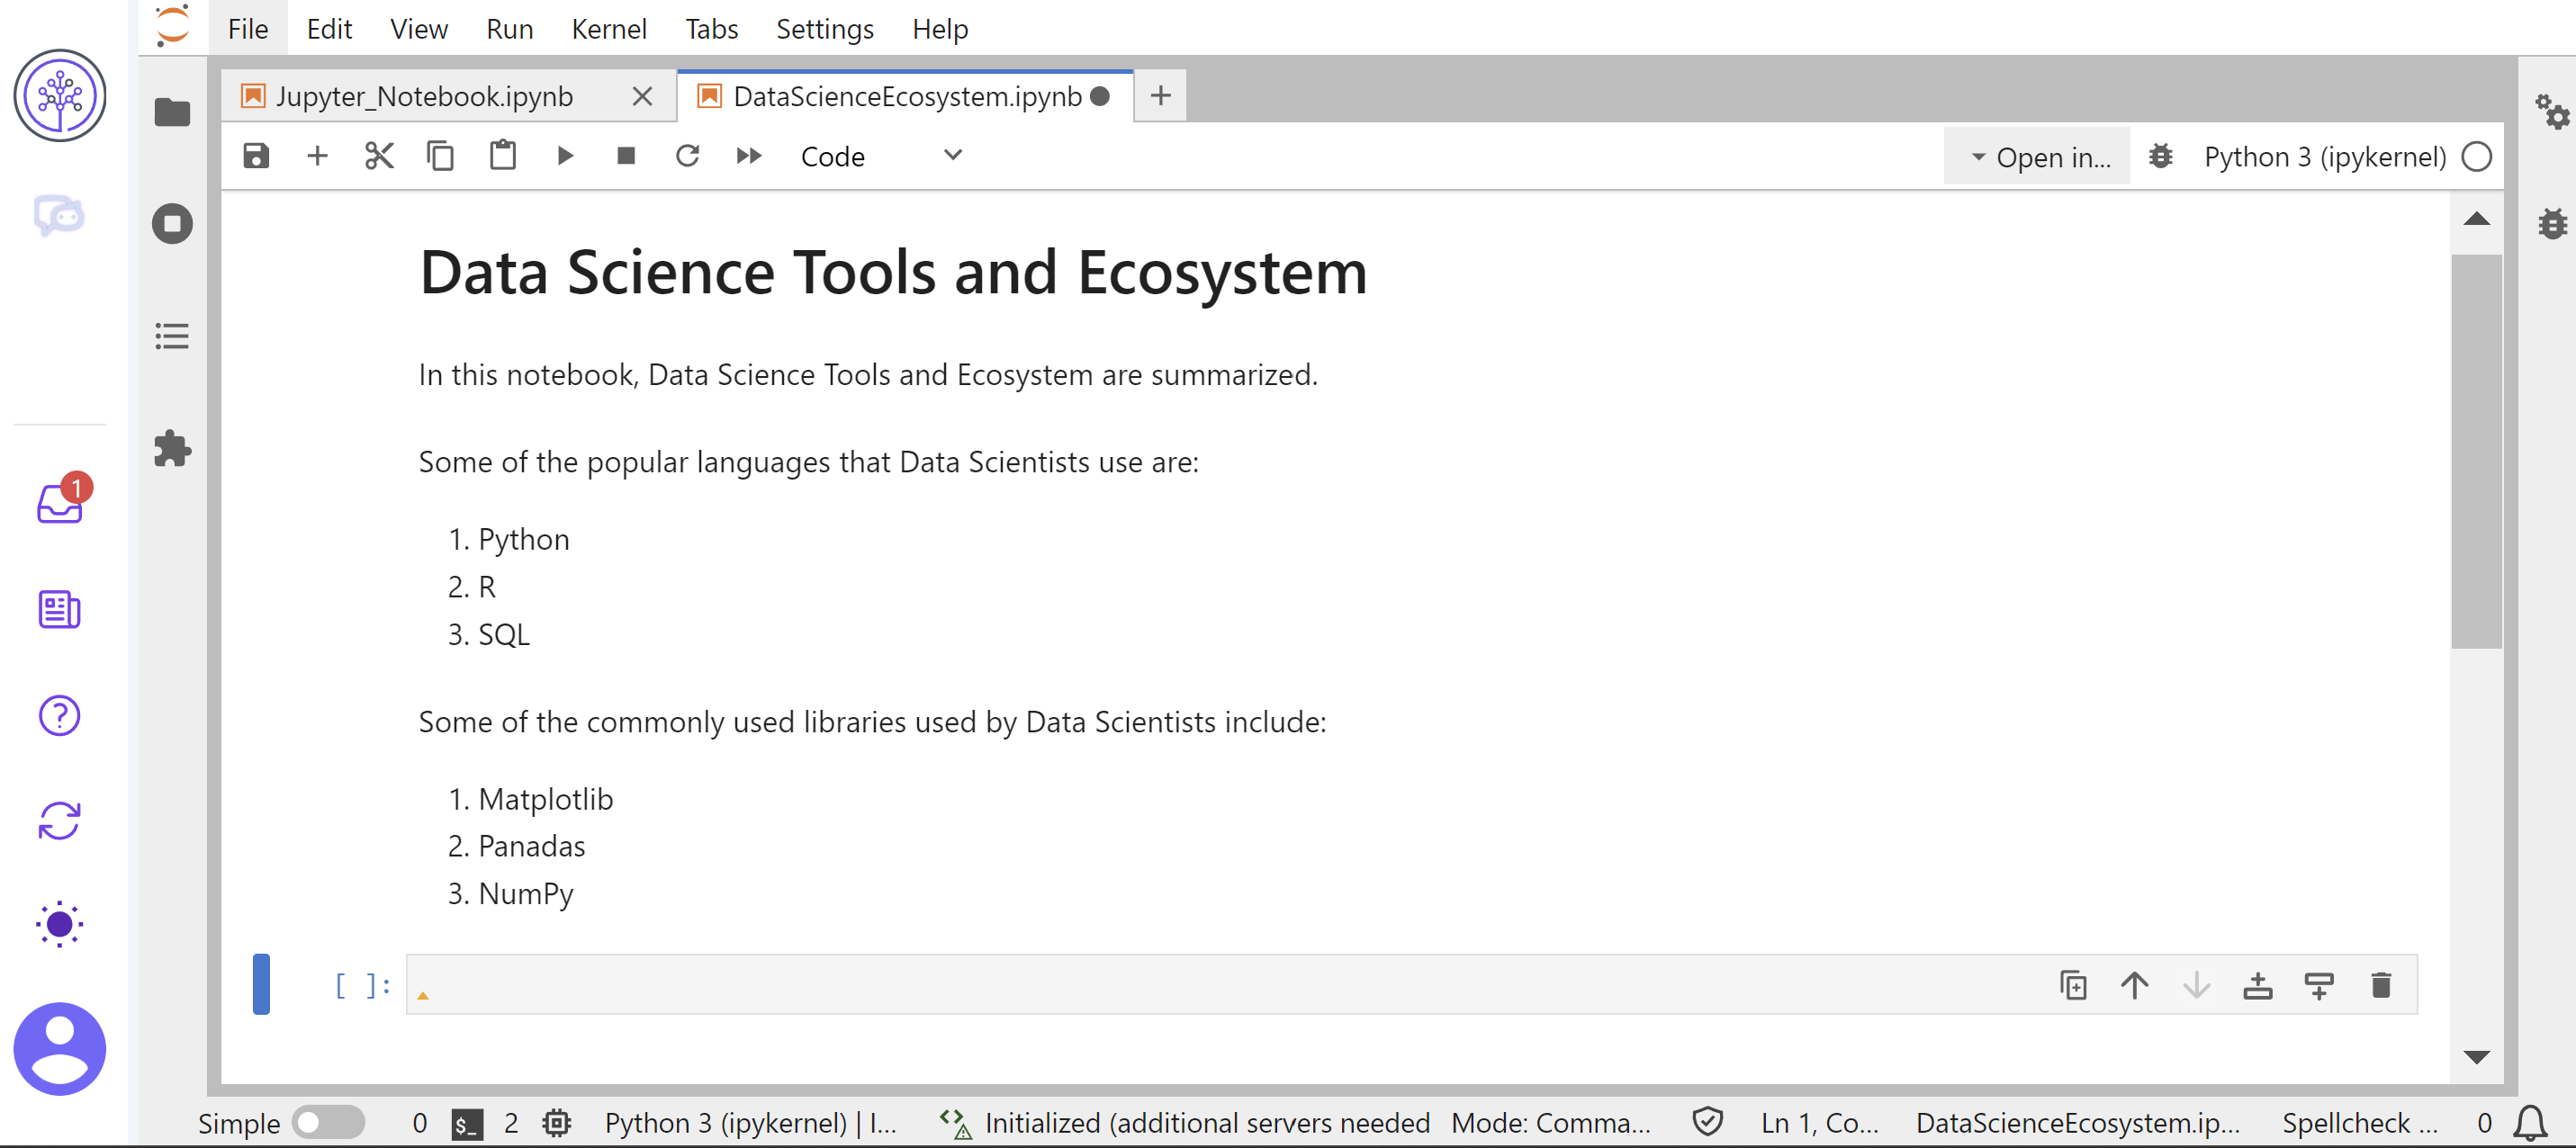 File Edit View Run Kernel Tabs Settings Help
Jupyter_Notebook.ipynb DataScienceEcosystem.ipynb
Code Open in... Python 3 (ipykernel)
Data Science Tools and Ecosystem
In this notebook, Data Science Tools and Ecosystem are summarized.
Some of the popular languages that Data Scientists use are:
1. Python
2. R
3. SQL
Some of the commonly used libraries used by Data Scientists include:
1. Matplotlib
2. Panadas
3. NumPy
[ ]:
1
Simple 0 $_ 2 Python 3 (ipykernel) | I... Initialized (additional servers needed Mode: Comma... Ln 1, Co... DataScienceEcosystem.ip... Spellcheck ... 0